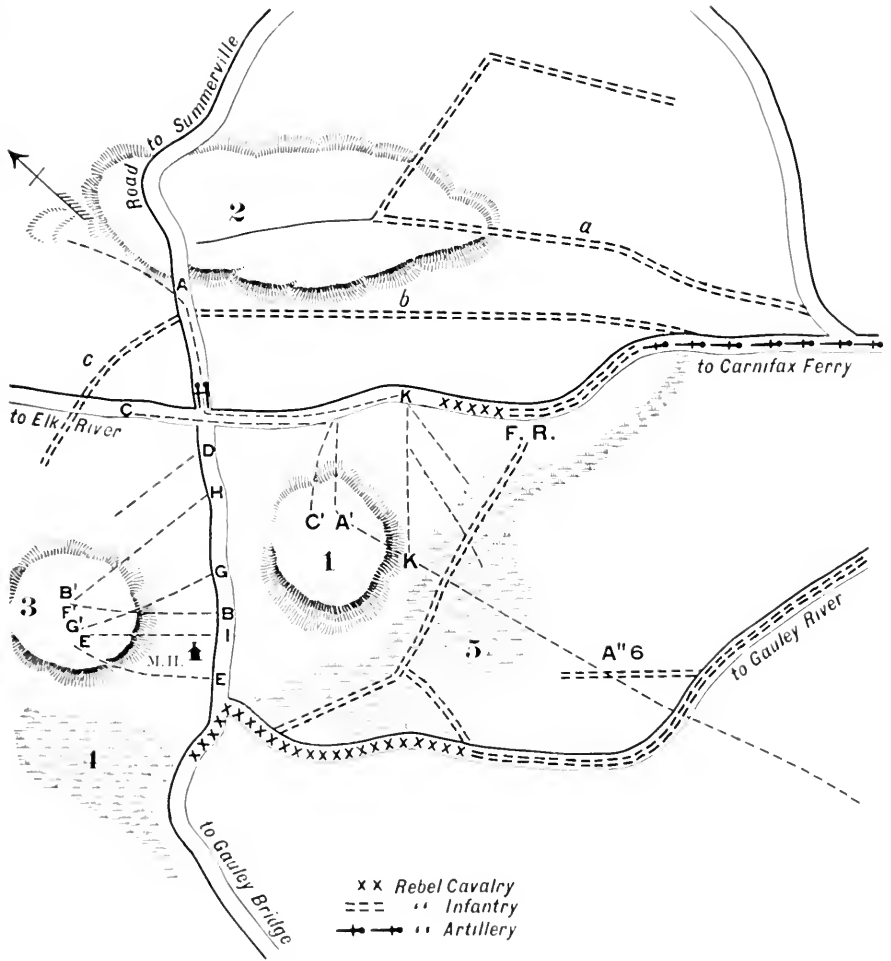 Road to Summerville
2
a
A
b
c
to Carnifax Ferry
C
K
to Elk River
F. R.
D
H
C' A'
1
K
G
B'
3
F'
B
G'
I
E
M.H.
5
A" 6
to Gauley River
E
4
to Gauley Bridge
x x Rebel Cavalry
=== " Infantry
" Artillery